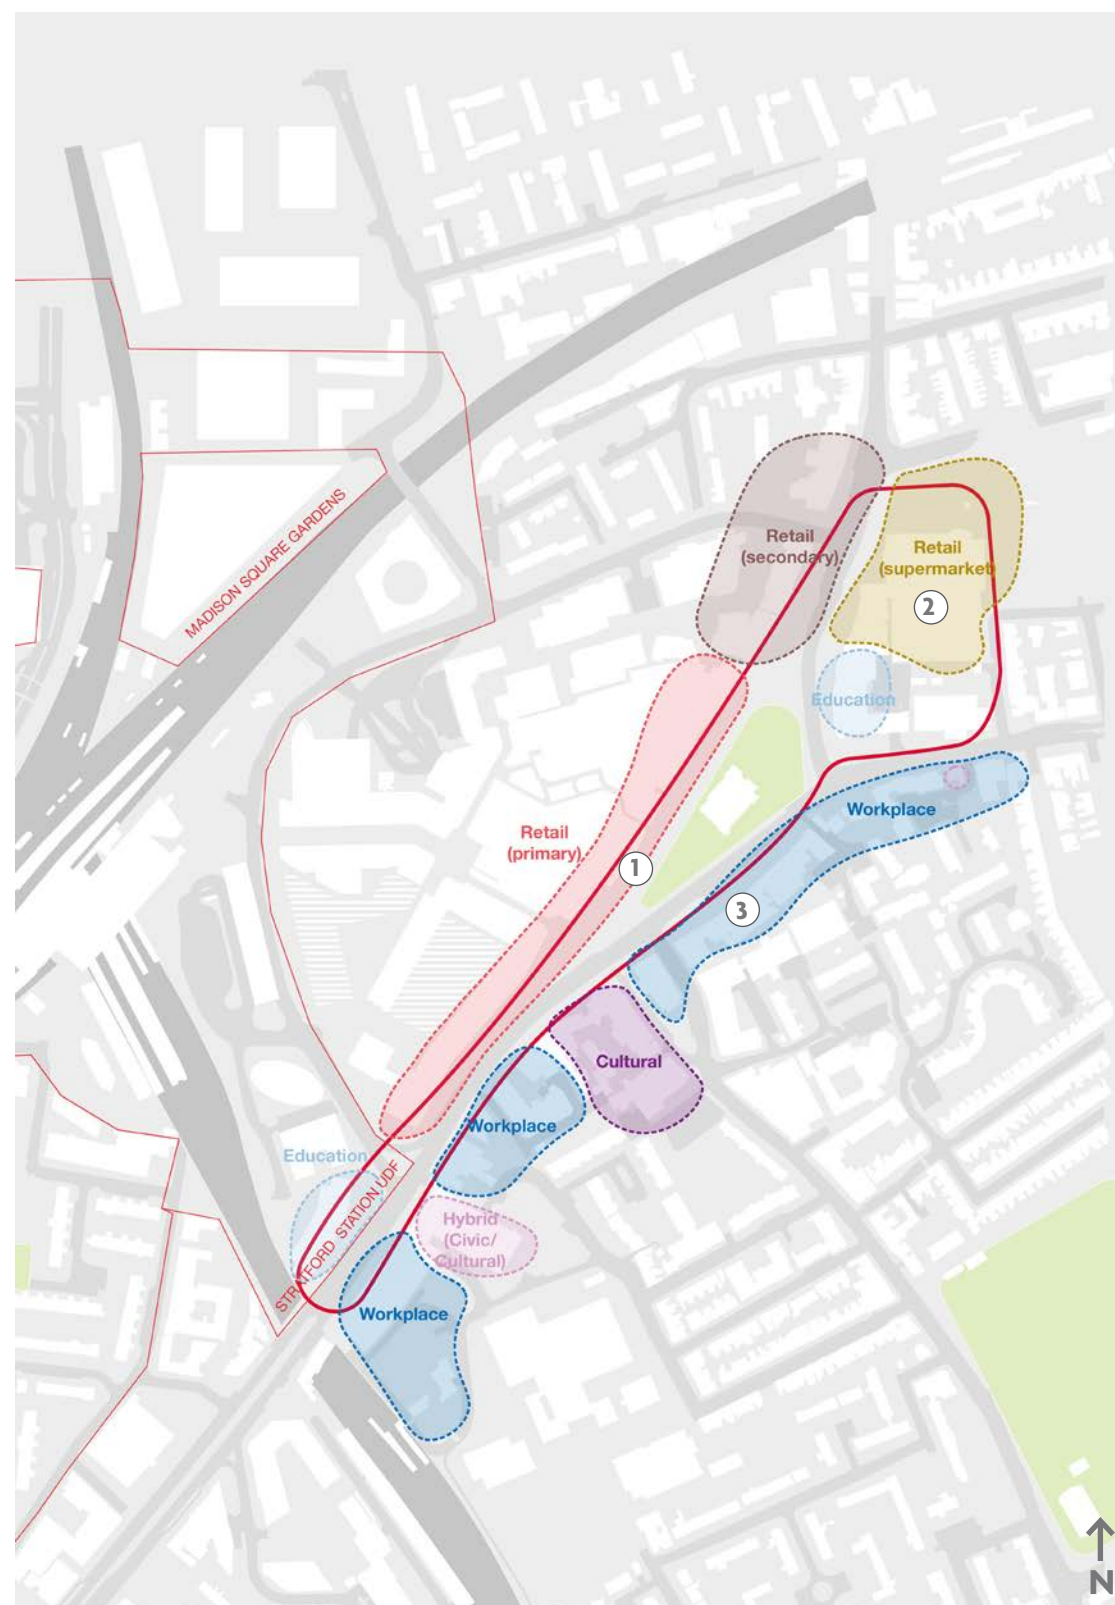 MADISON SQUARE GARDENS
Retail
(secondary)
Retail
(supermarket)
2
Education
Workplace
Retail
(primary)
1
3
Cultural
Workplace
Education
STRATFORD STATION UDF
Hybrid
(Civic/
Cultural)
Workplace
N